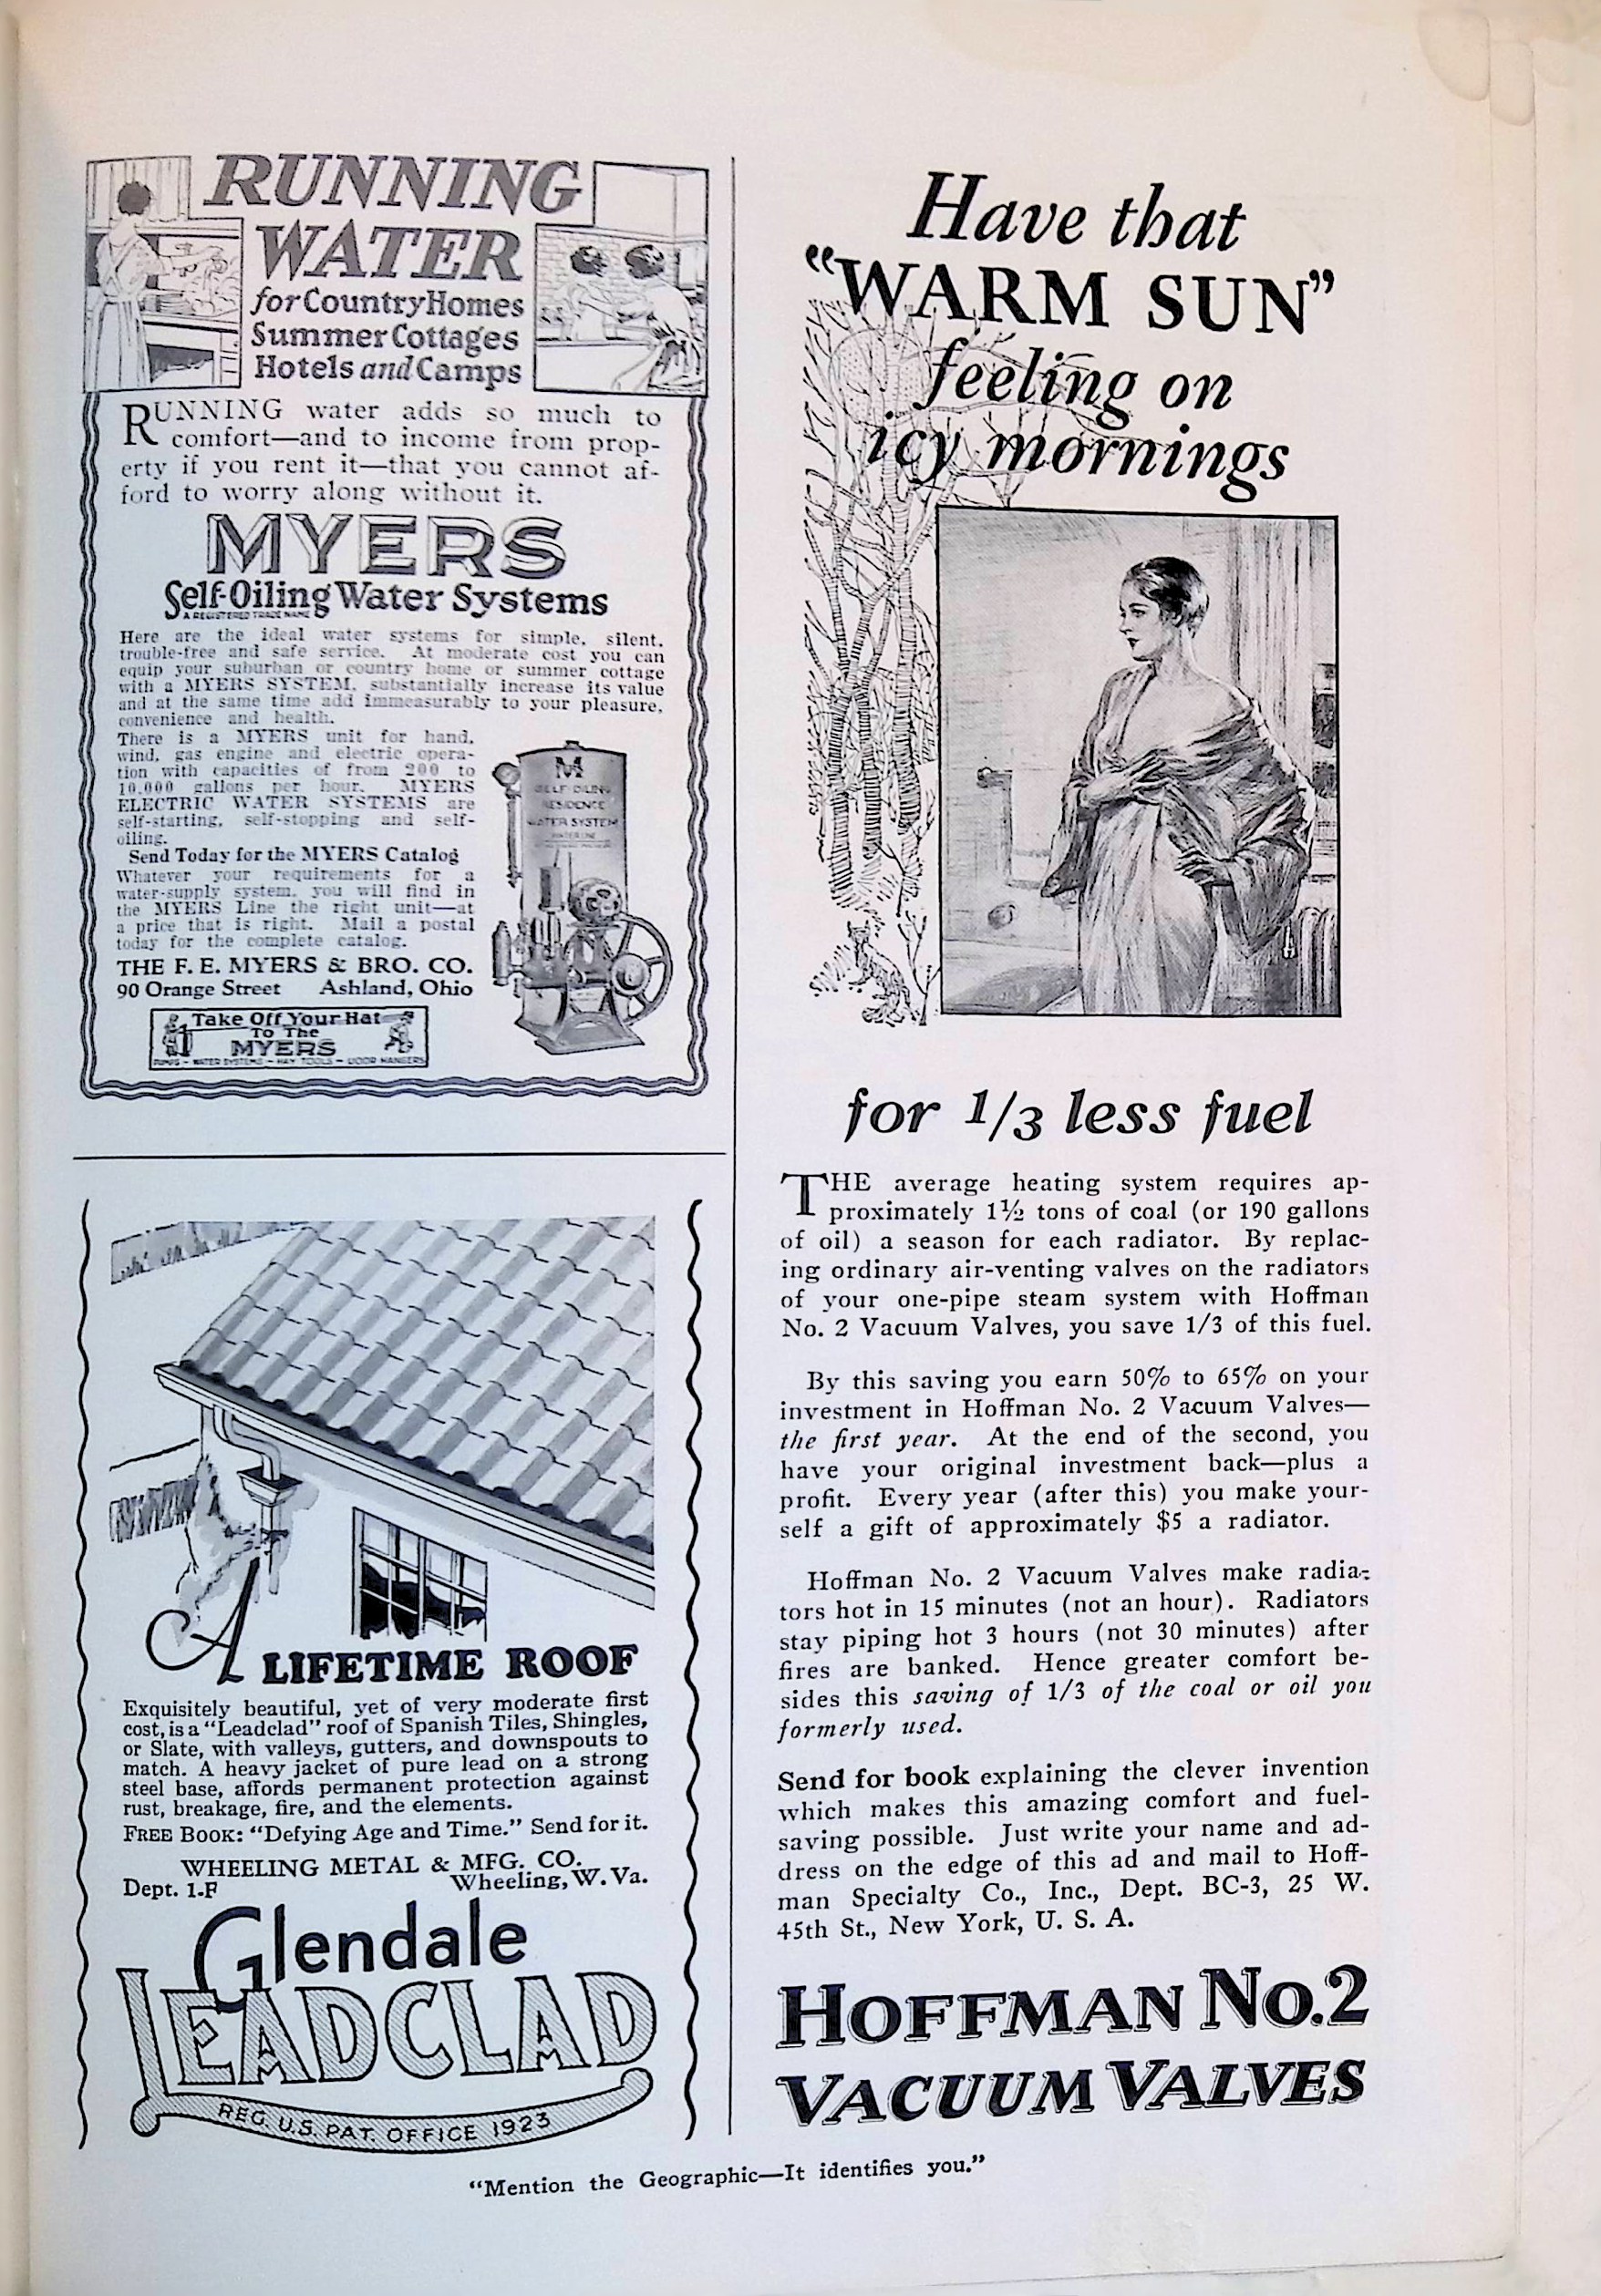 RUNNING
WATER
for Country Homes
Summer Cottages
Hotels and Camps
RUNNING water adds so much to
comfort—and to income from prop-
erty if you rent it—that you cannot af-
ford to worry along without it.
MYERS
Self-Oiling Water Systems
A REGISTERED TRADE NAME
Here are the ideal water systems for simple, silent,
trouble-free and safe service. At moderate cost you can
equip your suburban or country home or summer cottage
with a MYERS SYSTEM, substantially increase its value
and at the same time add immeasurably to your pleasure,
convenience and health.
There is a MYERS unit for hand,
wind, gas engine and electric opera-
tion with capacities of from 200 to
10,000 gallons per hour. MYERS
ELECTRIC WATER SYSTEMS are
self-starting, self-stopping and self-
oiling.
Send Today for the MYERS Catalog
Whatever your requirements for a
water-supply system, you will find in
the MYERS Line the right unit—at
a price that is right. Mail a postal
today for the complete catalog.
THE F. E. MYERS & BRO. CO.
90 Orange Street Ashland, Ohio
M
SELF OILING
RESIDENCE
WATER SYSTEM
Take Off Your Hat
To The
MYERS
PUMPS – WATER SYSTEMS – HAY TOOLS – DOOR HANGERS
A LIFETIME ROOF
Exquisitely beautiful, yet of very moderate first
cost, is a "Leadclad" roof of Spanish Tiles, Shingles,
or Slate, with valleys, gutters, and downspouts to
match. A heavy jacket of pure lead on a strong
steel base, affords permanent protection against
rust, breakage, fire, and the elements.
FREE BOOK: "Defying Age and Time." Send for it.
WHEELING METAL & MFG. CO.
Dept. 1-F Wheeling, W. Va.
Glendale
LEADCLAD
REG. U.S. PAT. OFFICE 1923
Have that
"WARM SUN"
feeling on
icy mornings
for 1/3 less fuel
THE average heating system requires ap-
proximately 1½ tons of coal (or 190 gallons
of oil) a season for each radiator. By replac-
ing ordinary air-venting valves on the radiators
of your one-pipe steam system with Hoffman
No. 2 Vacuum Valves, you save 1/3 of this fuel.
By this saving you earn 50% to 65% on your
investment in Hoffman No. 2 Vacuum Valves—
the first year. At the end of the second, you
have your original investment back—plus a
profit. Every year (after this) you make your-
self a gift of approximately $5 a radiator.
Hoffman No. 2 Vacuum Valves make radia-
tors hot in 15 minutes (not an hour). Radiators
stay piping hot 3 hours (not 30 minutes) after
fires are banked. Hence greater comfort be-
sides this saving of 1/3 of the coal or oil you
formerly used.
Send for book explaining the clever invention
which makes this amazing comfort and fuel-
saving possible. Just write your name and ad-
dress on the edge of this ad and mail to Hoff-
man Specialty Co., Inc., Dept. BC-3, 25 W.
45th St., New York, U. S. A.
HOFFMAN NO.2
VACUUM VALVES
"Mention the Geographic—It identifies you."